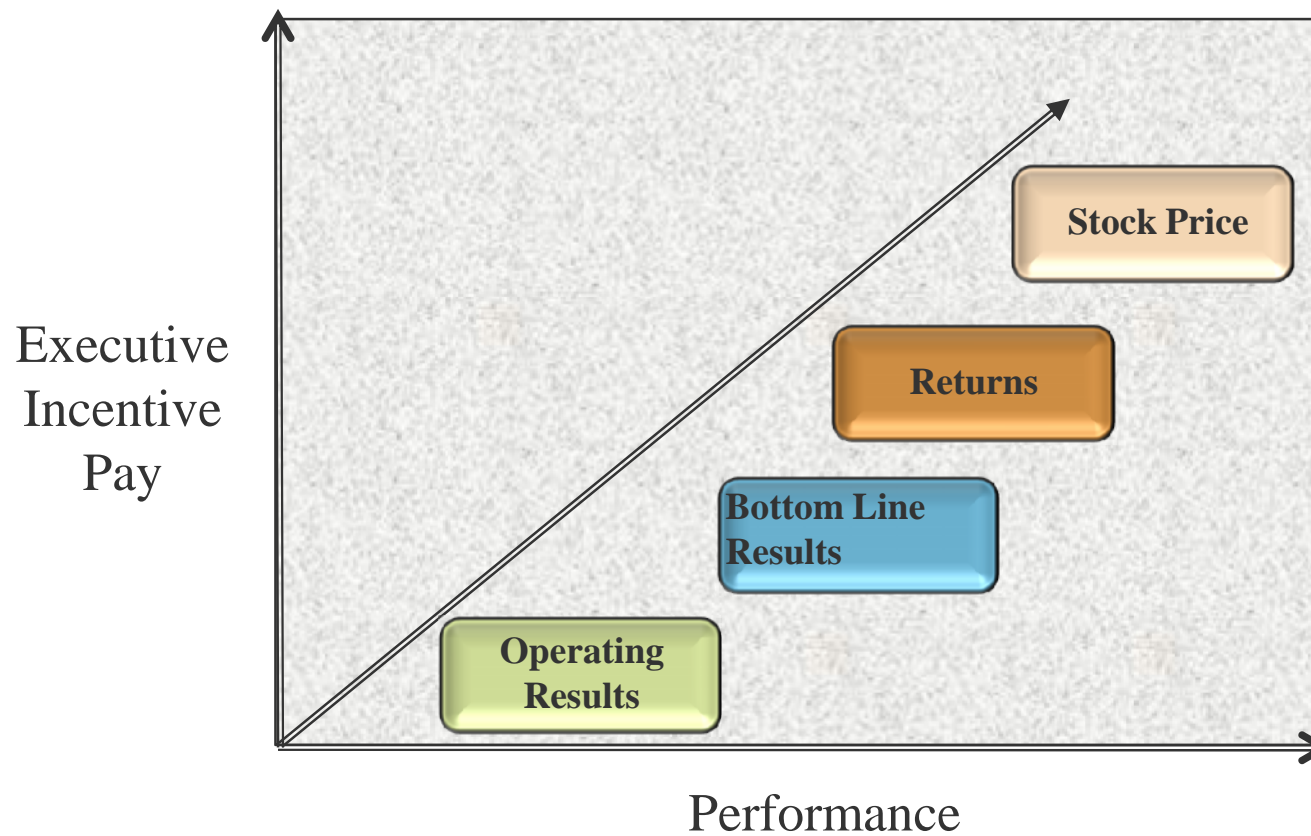 Stock Price
Returns
Executive
Incentive
Pay
Bottom Line
Results
Operating
Results
Performance